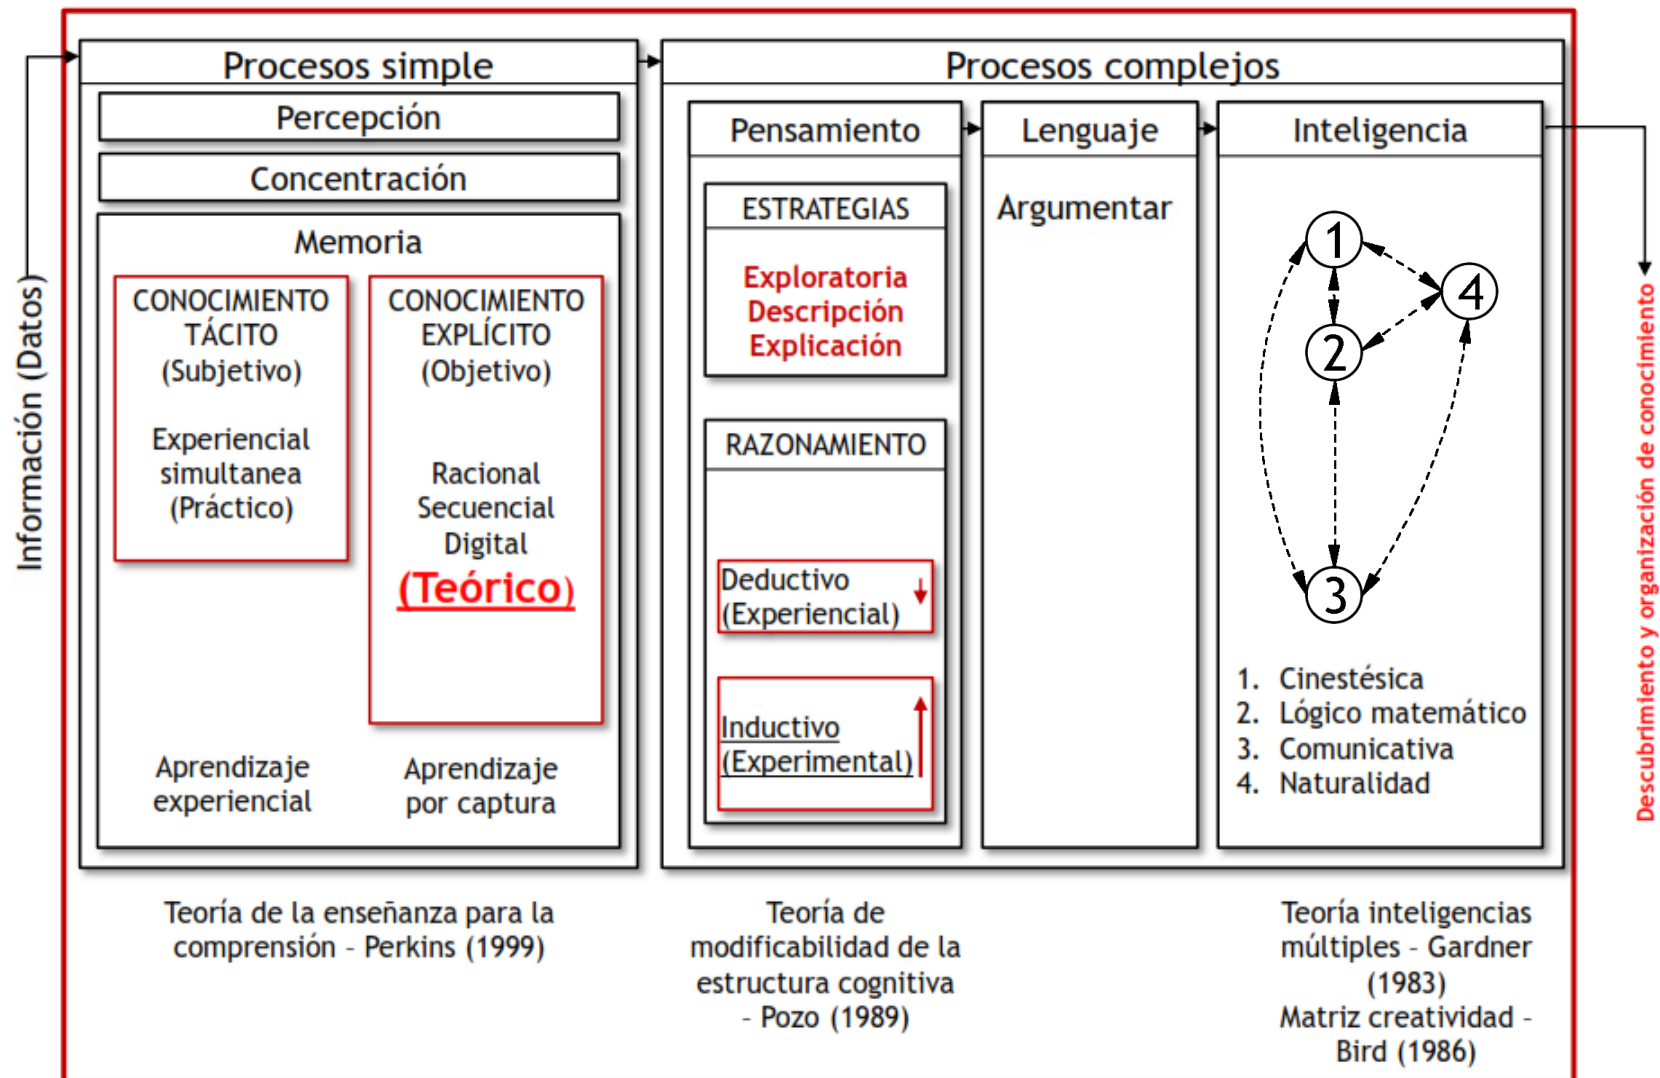 Información (Datos)
Procesos simple
Percepción
Concentración
Memoria
CONOCIMIENTO
TÁCITO
(Subjetivo)
Experiencial
simultanea
(Práctico)
CONOCIMIENTO
EXPLÍCITO
(Objetivo)
Racional
Secuencial
Digital
(Teórico)
Aprendizaje
experiencial
Aprendizaje
por captura
Procesos complejos
Pensamiento
ESTRATEGIAS
Exploratoria
Descripción
Explicación
RAZONAMIENTO
Deductivo
(Experiencial)
Inductivo
(Experimental)
Lenguaje
Argumentar
Inteligencia
1
4
2
3
1. Cinestésica
2. Lógico matemático
3. Comunicativa
4. Naturalidad
Descubrimiento y organización de conocimiento
Teoría de la enseñanza para la
comprensión – Perkins (1999)
Teoría de
modificabilidad de la
estructura cognitiva
– Pozo (1989)
Teoría inteligencias
múltiples – Gardner
(1983)
Matriz creatividad –
Bird (1986)